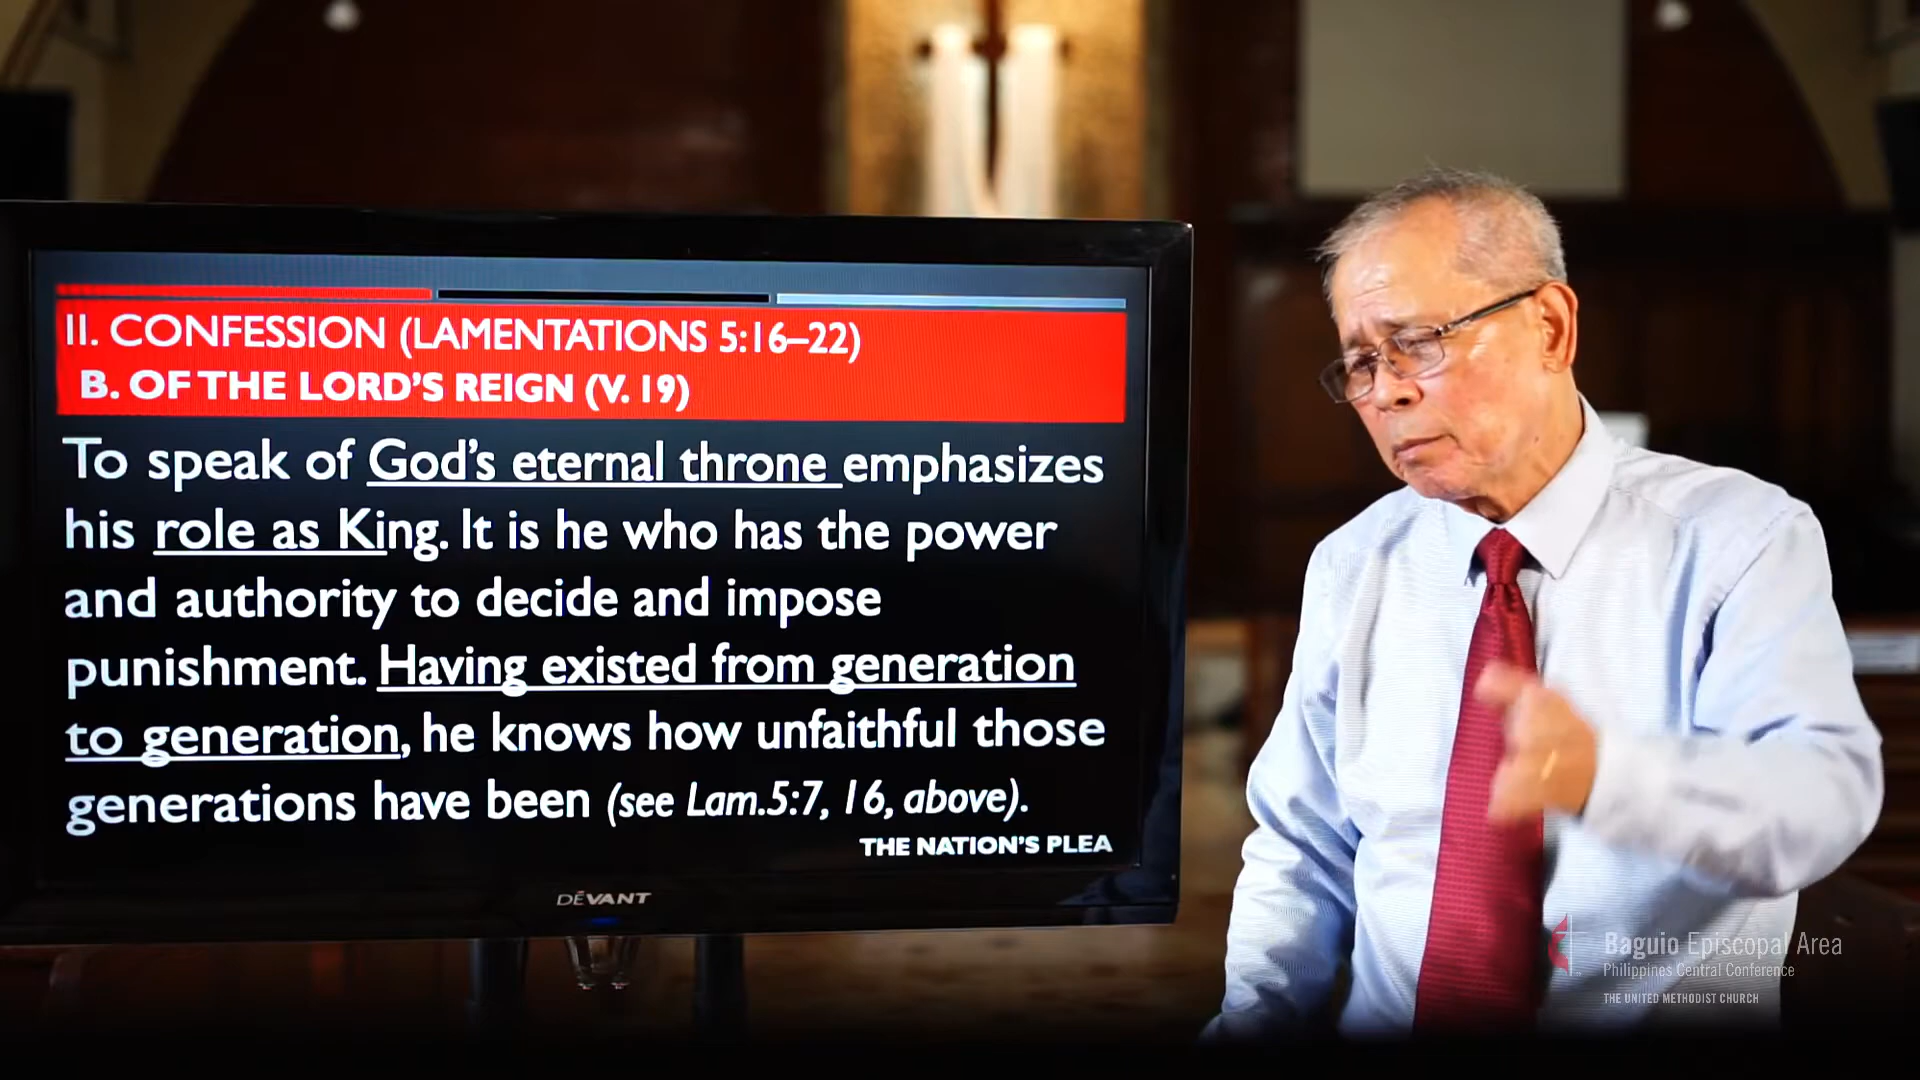 II. CONFESSION (LAMENTATIONS 5:16–22)
B. OF THE LORD'S REIGN (V. 19)
To speak of God's eternal throne emphasizes
his role as King. It is he who has the power
and authority to decide and impose
punishment. Having existed from generation
to generation, he knows how unfaithful those
generations have been (see Lam.5:7, 16, above).
THE NATION'S PLEA
DEVANT
Baguio Episcopal Area
Philippines Central Conference
THE UNITED METHODIST CHURCH